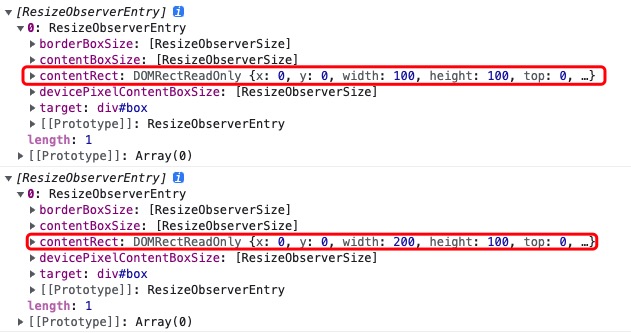 ▼ [ResizeObserverEntry] i
▼ 0: ResizeObserverEntry
▶ borderBoxSize: [ResizeObserverSize]
▶ contentBoxSize: [ResizeObserverSize]
▶ contentRect: DOMRectReadOnly {x: 0, y: 0, width: 100, height: 100, top: 0, …}
▶ devicePixelContentBoxSize: [ResizeObserverSize]
▶ target: div#box
▶ [[Prototype]]: ResizeObserverEntry
length: 1
▶ [[Prototype]]: Array(0)
▼ [ResizeObserverEntry] i
▼ 0: ResizeObserverEntry
▶ borderBoxSize: [ResizeObserverSize]
▶ contentBoxSize: [ResizeObserverSize]
▶ contentRect: DOMRectReadOnly {x: 0, y: 0, width: 200, height: 100, top: 0, …}
▶ devicePixelContentBoxSize: [ResizeObserverSize]
▶ target: div#box
▶ [[Prototype]]: ResizeObserverEntry
length: 1
▶ [[Prototype]]: Array(0)